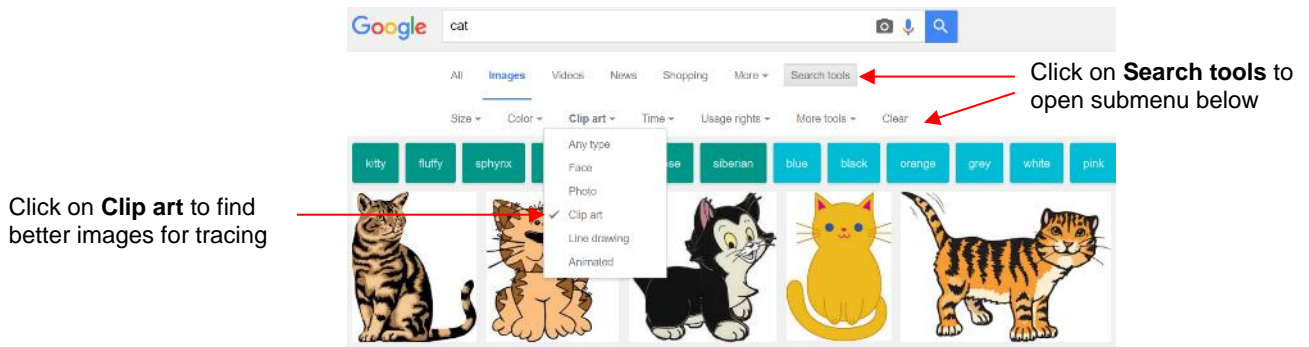 Google cat
All Images Videos News Shopping More Search tools
Click on Search tools to
open submenu below
Size Color Clip art Time Usage rights More tools Clear
Any type
kitty fluffy sphynx siberian blue black orange grey white pink
Face
Photo
Click on Clip art to find
better images for tracing
Clip art
Line drawing
Animated